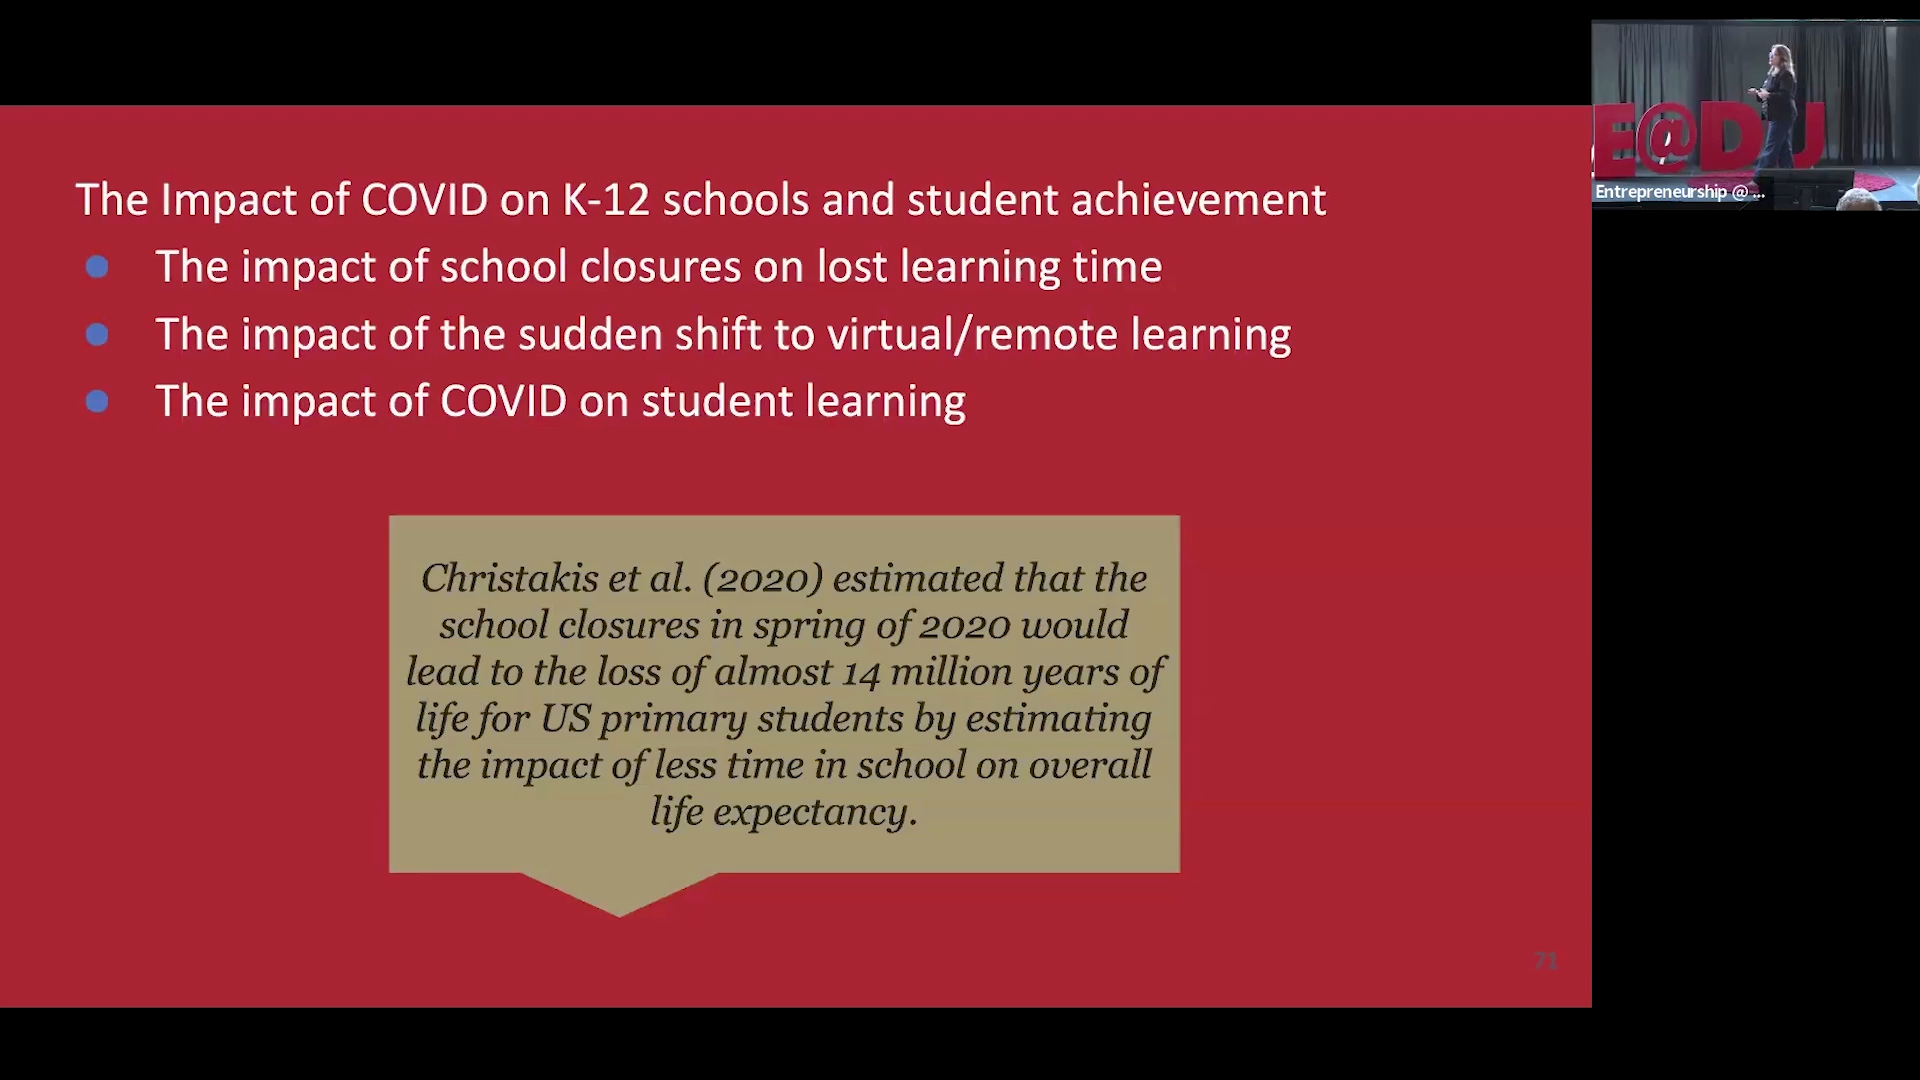 The Impact of COVID on K-12 schools and student achievement
The impact of school closures on lost learning time
The impact of the sudden shift to virtual/remote learning
The impact of COVID on student learning
Christakis et al. (2020) estimated that the
school closures in spring of 2020 would
lead to the loss of almost 14 million years of
life for US primary students by estimating
the impact of less time in school on overall
life expectancy.
71
E@D J
Entrepreneurship @ ...